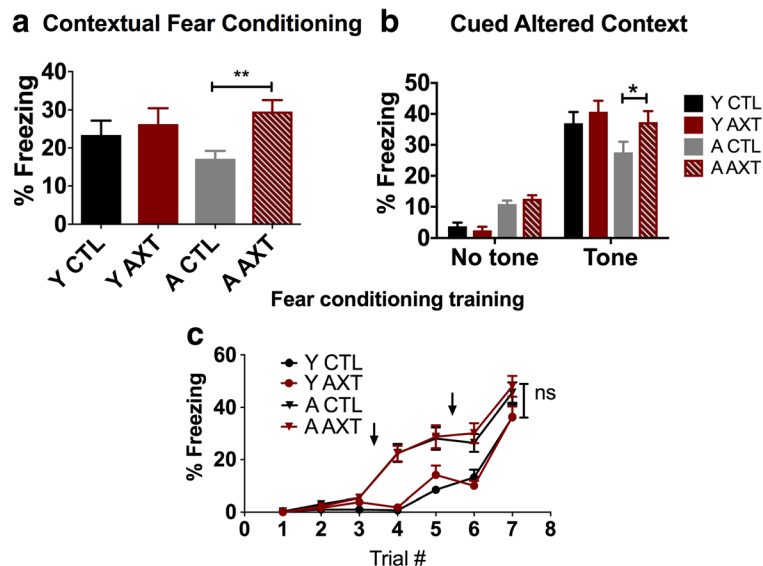 a Contextual Fear Conditioning
% Freezing
40
30
20
10
0
**
Y CTL
Y AXT
A CTL
A AXT
b Cued Altered Context
% Freezing
50
40
30
20
10
0
*
No tone
Tone
Y CTL
Y AXT
A CTL
A AXT
Fear conditioning training
c
% Freezing
60
40
20
0
Y CTL
Y AXT
A CTL
A AXT
ns
0 1 2 3 4 5 6 7 8
Trial #